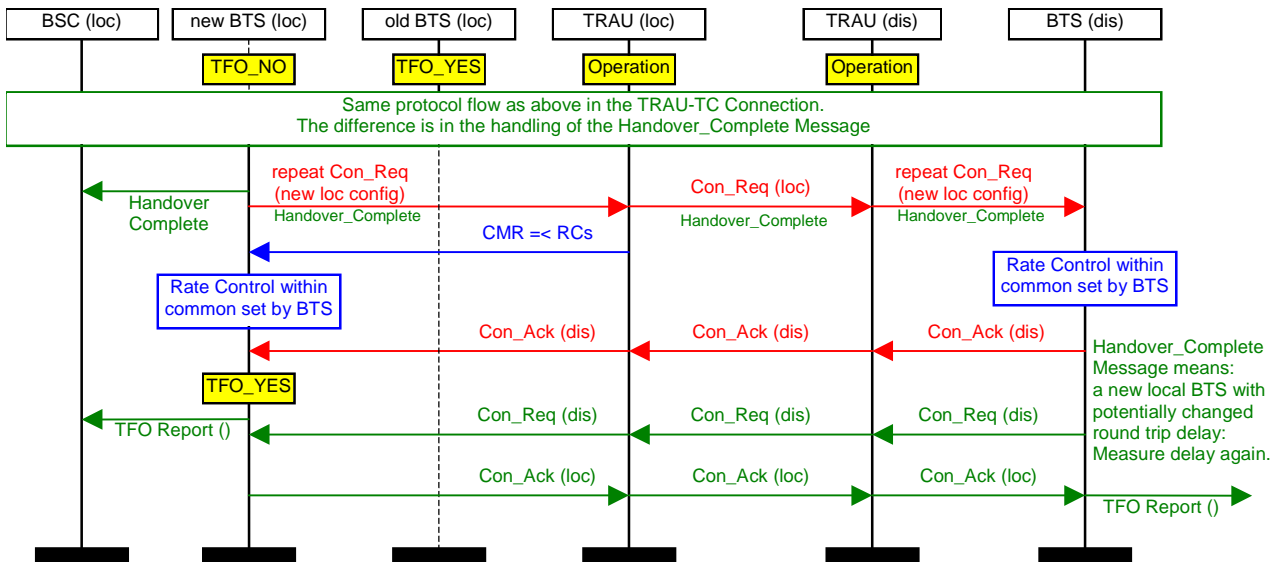 BSC (loc)
new BTS (loc)
old BTS (loc)
TRAU (loc)
TRAU (dis)
BTS (dis)
TFO_NO
TFO_YES
Operation
Operation
Same protocol flow as above in the TRAU-TC Connection.
The difference is in the handling of the Handover_Complete Message
Handover
Complete
repeat Con_Req
(new loc config)
Handover_Complete
Con_Req (loc)
Handover_Complete
repeat Con_Req
(new loc config)
Handover_Complete
CMR =< RCs
Rate Control within
common set by BTS
Rate Control within
common set by BTS
Con_Ack (dis)
Con_Ack (dis)
Con_Ack (dis)
Handover_Complete
Message means:
a new local BTS with
potentially changed
round trip delay:
Measure delay again.
TFO_YES
TFO Report ()
Con_Req (dis)
Con_Req (dis)
Con_Req (dis)
Con_Ack (loc)
Con_Ack (loc)
Con_Ack (loc)
TFO Report ()